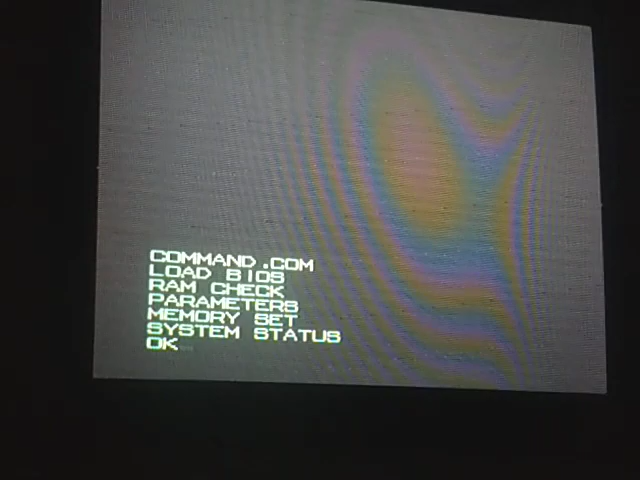 COMMAND.COM
LOAD BIOS
RAM CHECK
PARAMETERS
MEMORY SET
SYSTEM STATUS
OK